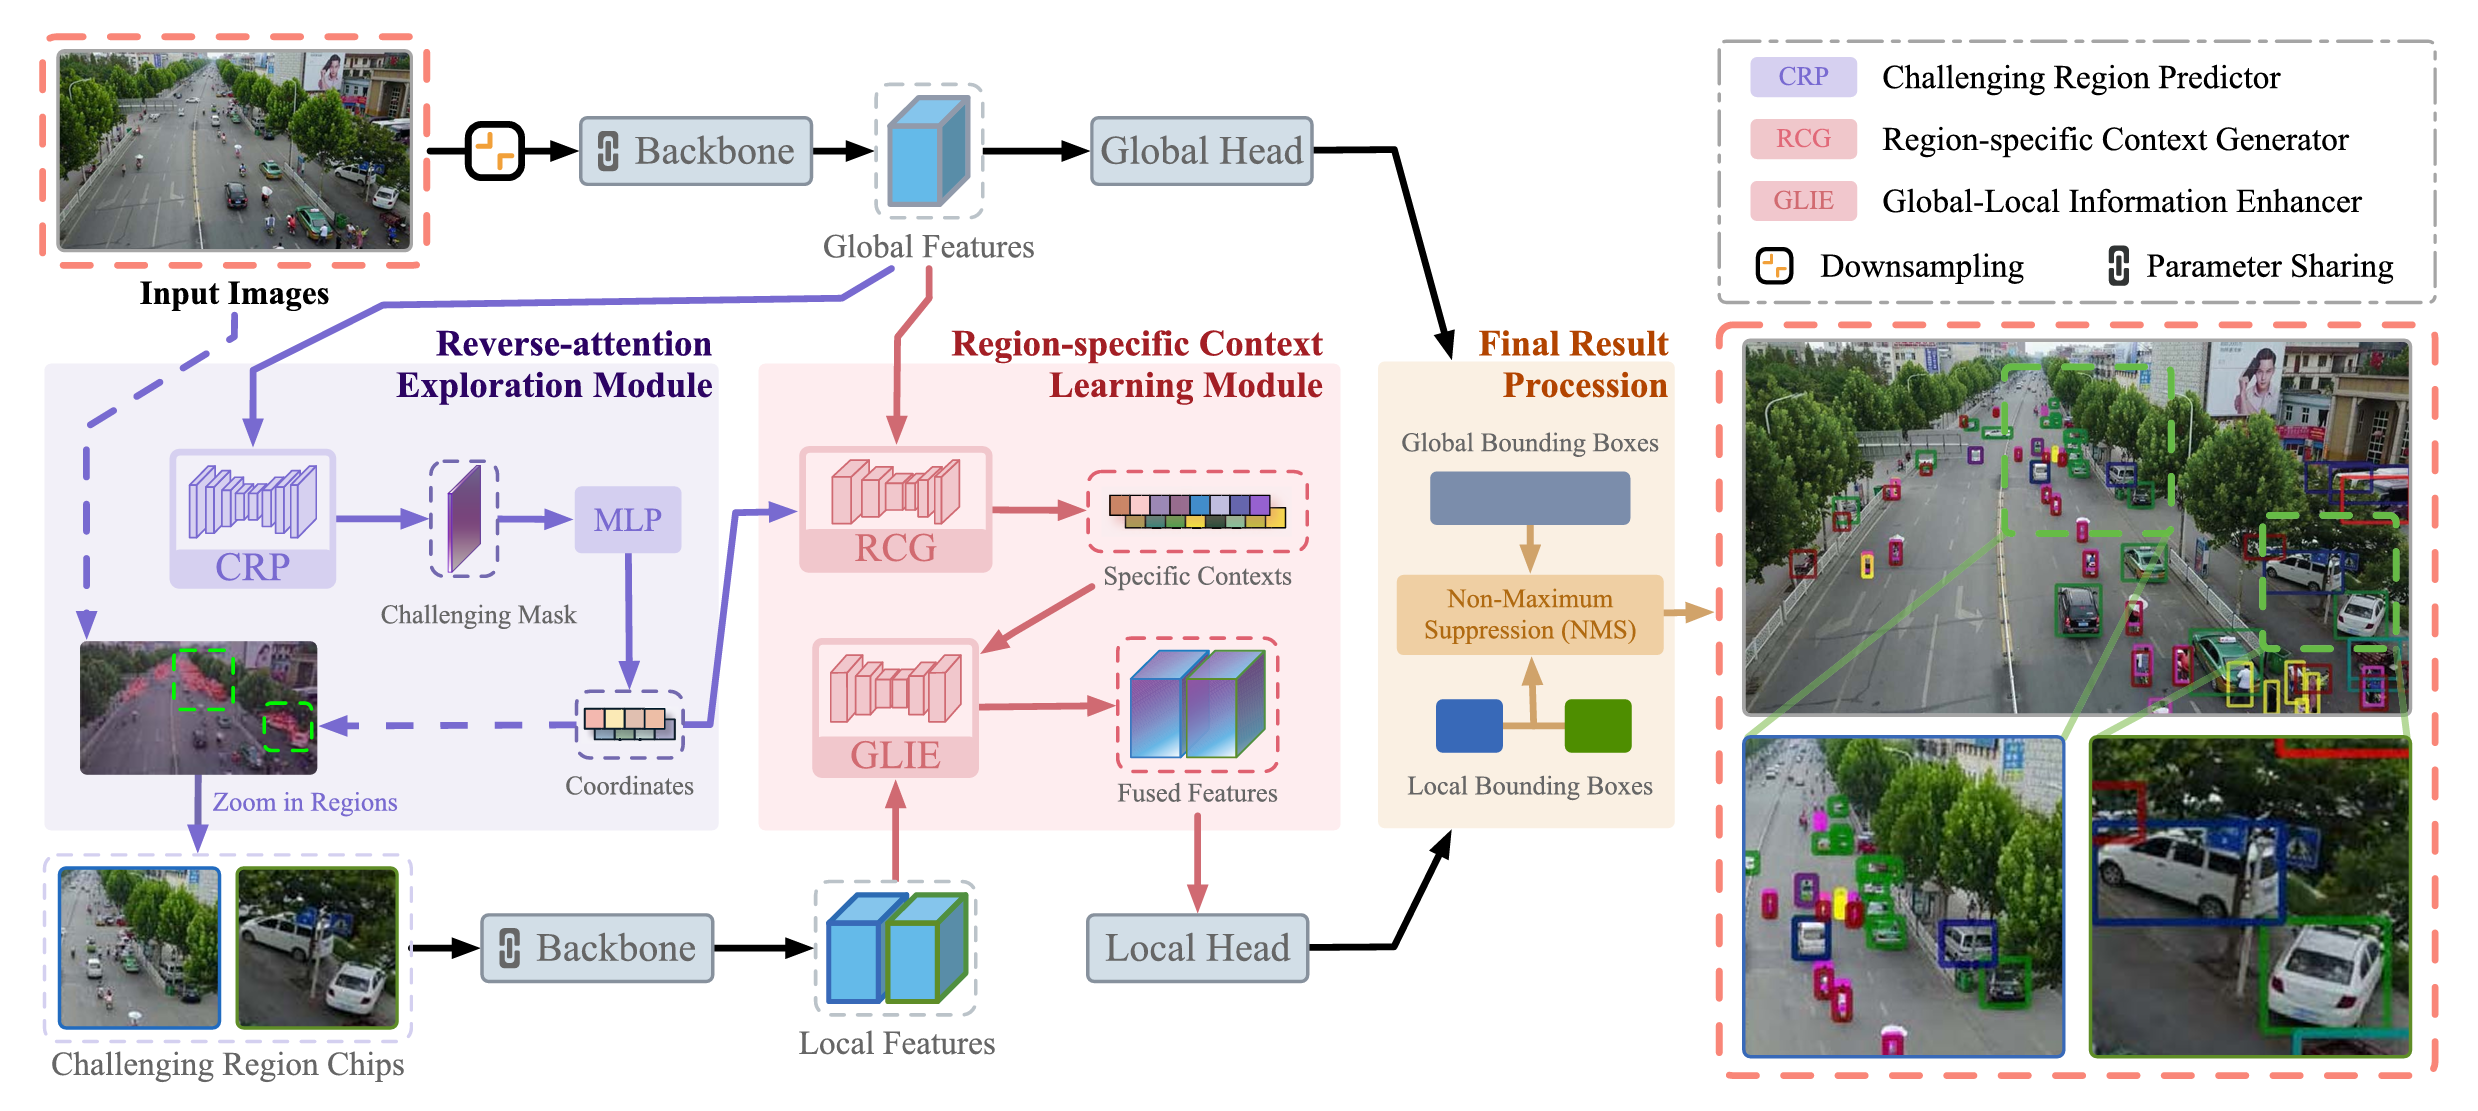 Backbone
Global Head
Global Features
Input Images
CRP
Challenging Region Predictor
RCG
Region-specific Context Generator
GLIE
Global-Local Information Enhancer
Downsampling
Parameter Sharing
Reverse-attention
Exploration Module
CRP
Challenging Mask
MLP
Coordinates
Zoom in Regions
Region-specific Context
Learning Module
RCG
Specific Contexts
GLIE
Fused Features
Final Result
Procession
Global Bounding Boxes
Non-Maximum
Suppression (NMS)
Local Bounding Boxes
Challenging Region Chips
Backbone
Local Features
Local Head